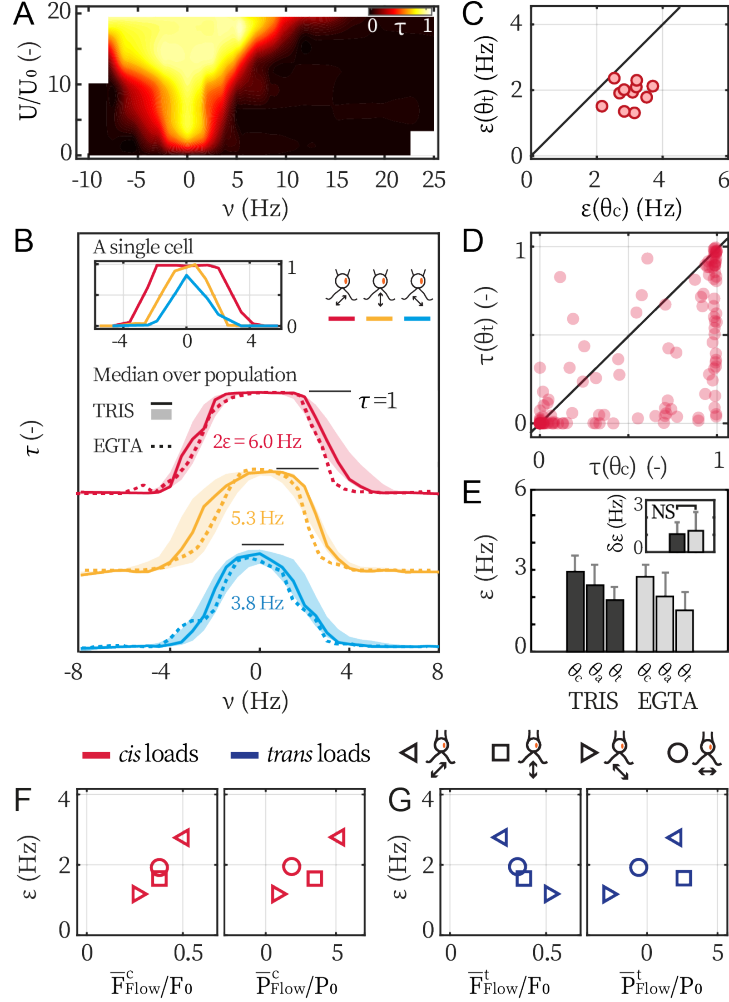 A
20
10
0
U/U₀ (-)
0 τ 1
-10 -5 0 5 10 15 20 25
ν (Hz)
C
4
2
0
ε(θt) (Hz)
0 2 4
ε(θc) (Hz)
B
A single cell
1
0
-4 0 4
Median over population
TRIS
EGTA
τ=1
2ε = 6.0 Hz
5.3 Hz
3.8 Hz
τ (-)
-8 -4 0 4 8
ν (Hz)
D
1
0
τ(θt) (-)
0 1
τ(θc) (-)
E
6
3
0
ε (Hz)
3
0
δε (Hz)
NS
θc θa θt θc θa θt
TRIS EGTA
cis loads trans loads
F
4
2
0
ε (Hz)
0 0.5
F̅ᶜFlow/F₀
0 5
P̅ᶜFlow/P₀
G
4
2
0
ε (Hz)
0 0.5
F̅ᵗFlow/F₀
0 5
P̅ᵗFlow/P₀